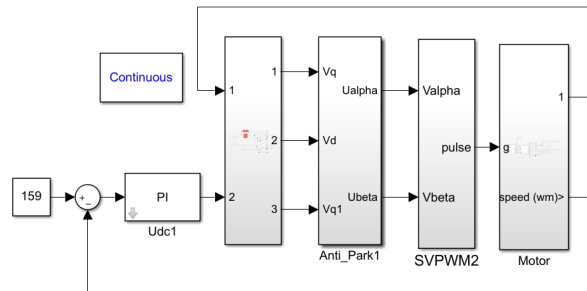 Continuous
1
2
1
2
3
Vq
Vd
Vq1
Ualpha
Ubeta
Anti_Park1
Valpha
Vbeta
pulse
SVPWM2
g
1
speed (wm)>
Motor
159
+
−
PI
Udc1